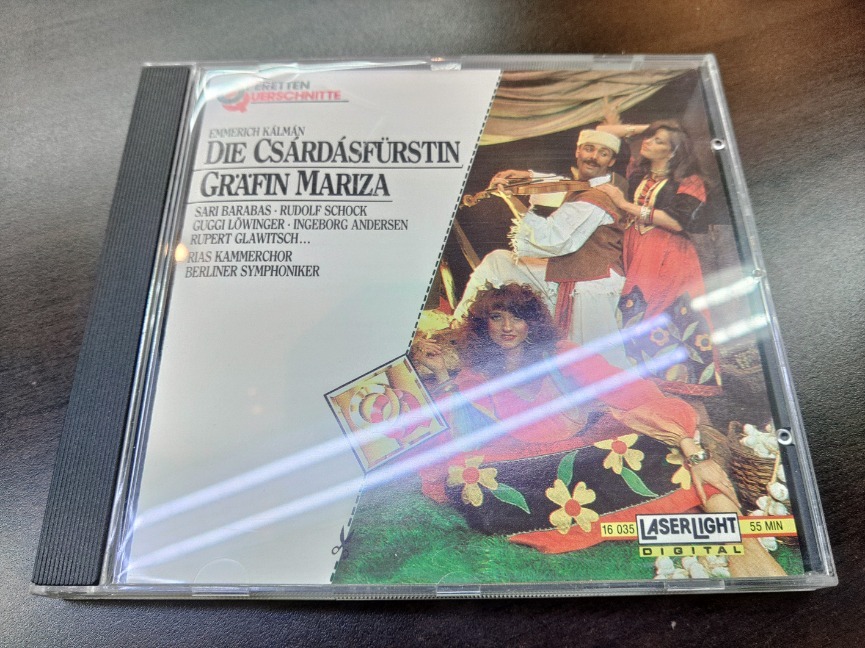 ERETTEN
QUERSCHNITTE
EMMERICH KÁLMÁN
DIE CSÁRDÁSFÜRSTIN
GRÄFIN MARIZA
SARI BARABAS · RUDOLF SCHOCK
GUGGI LÖWINGER · INGEBORG ANDERSEN
RUPERT GLAWITSCH...
RIAS KAMMERCHOR
BERLINER SYMPHONIKER
16 035 LASERLIGHT 55 MIN
DIGITAL